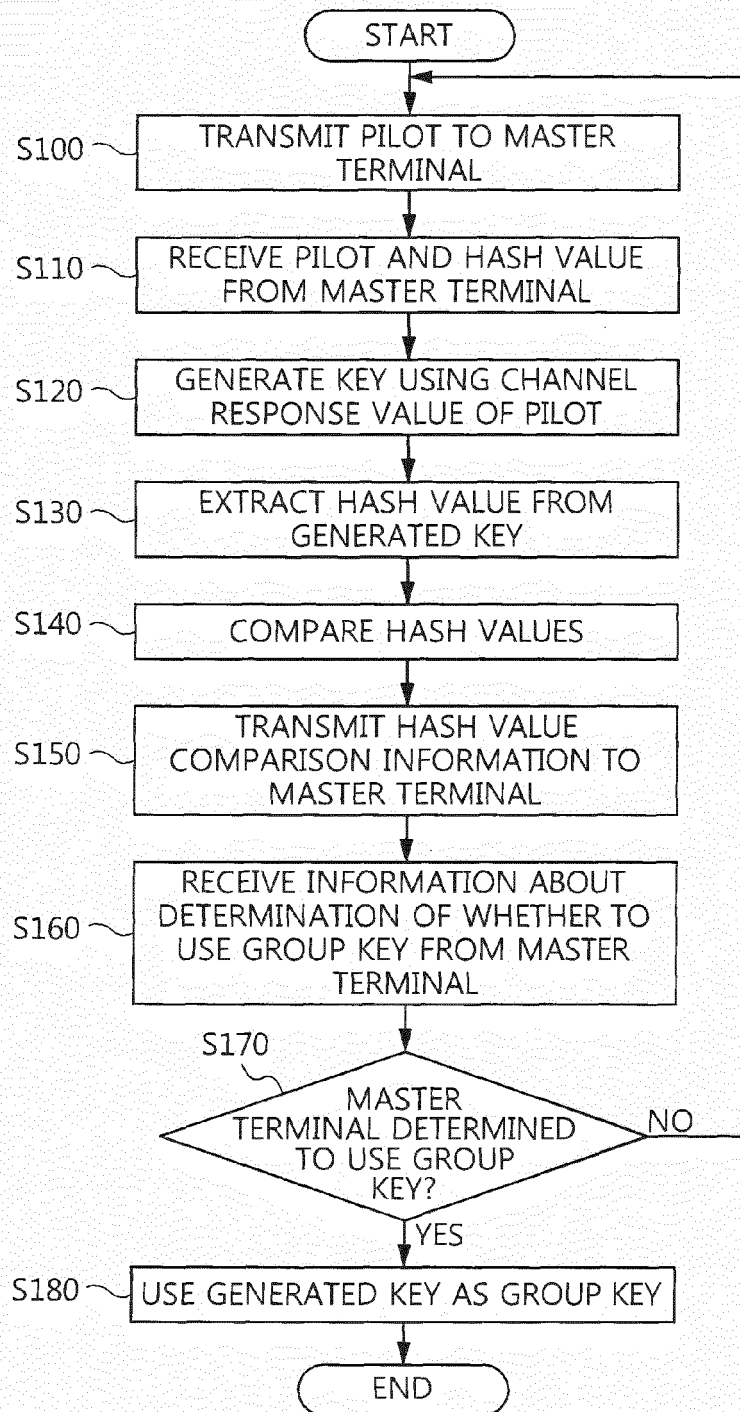 START
S100
TRANSMIT PILOT TO MASTER
TERMINAL
S110
RECEIVE PILOT AND HASH VALUE
FROM MASTER TERMINAL
S120
GENERATE KEY USING CHANNEL
RESPONSE VALUE OF PILOT
S130
EXTRACT HASH VALUE FROM
GENERATED KEY
S140
COMPARE HASH VALUES
S150
TRANSMIT HASH VALUE
COMPARISON INFORMATION TO
MASTER TERMINAL
S160
RECEIVE INFORMATION ABOUT
DETERMINATION OF WHETHER TO
USE GROUP KEY FROM MASTER
TERMINAL
S170
MASTER
TERMINAL DETERMINED
TO USE GROUP
KEY?
NO
YES
S180
USE GENERATED KEY AS GROUP KEY
END